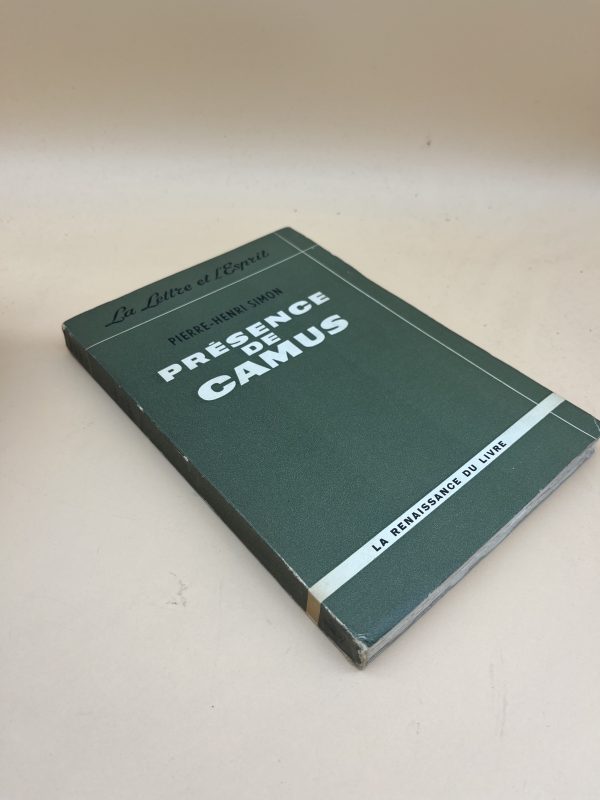 La Lettre et l'Esprit
PIERRE-HENRI SIMON
PRÉSENCE
DE
CAMUS
LA RENAISSANCE DU LIVRE